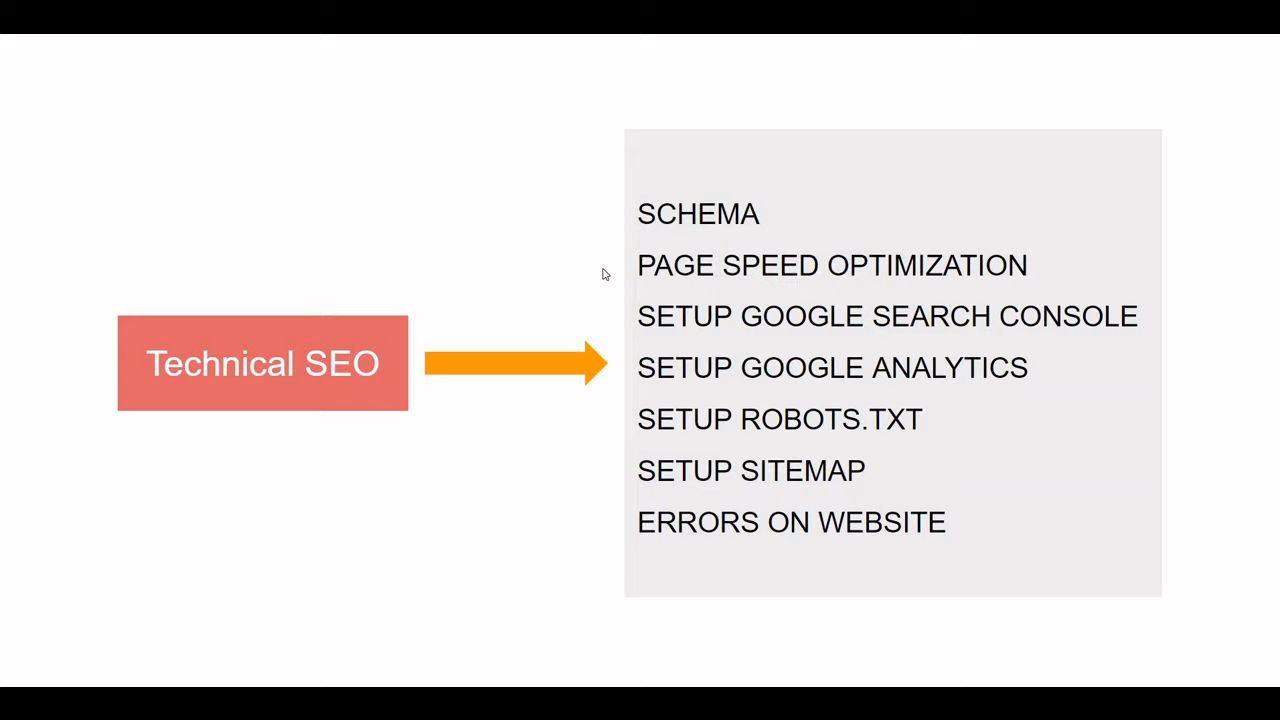 Technical SEO
SCHEMA
PAGE SPEED OPTIMIZATION
SETUP GOOGLE SEARCH CONSOLE
SETUP GOOGLE ANALYTICS
SETUP ROBOTS.TXT
SETUP SITEMAP
ERRORS ON WEBSITE